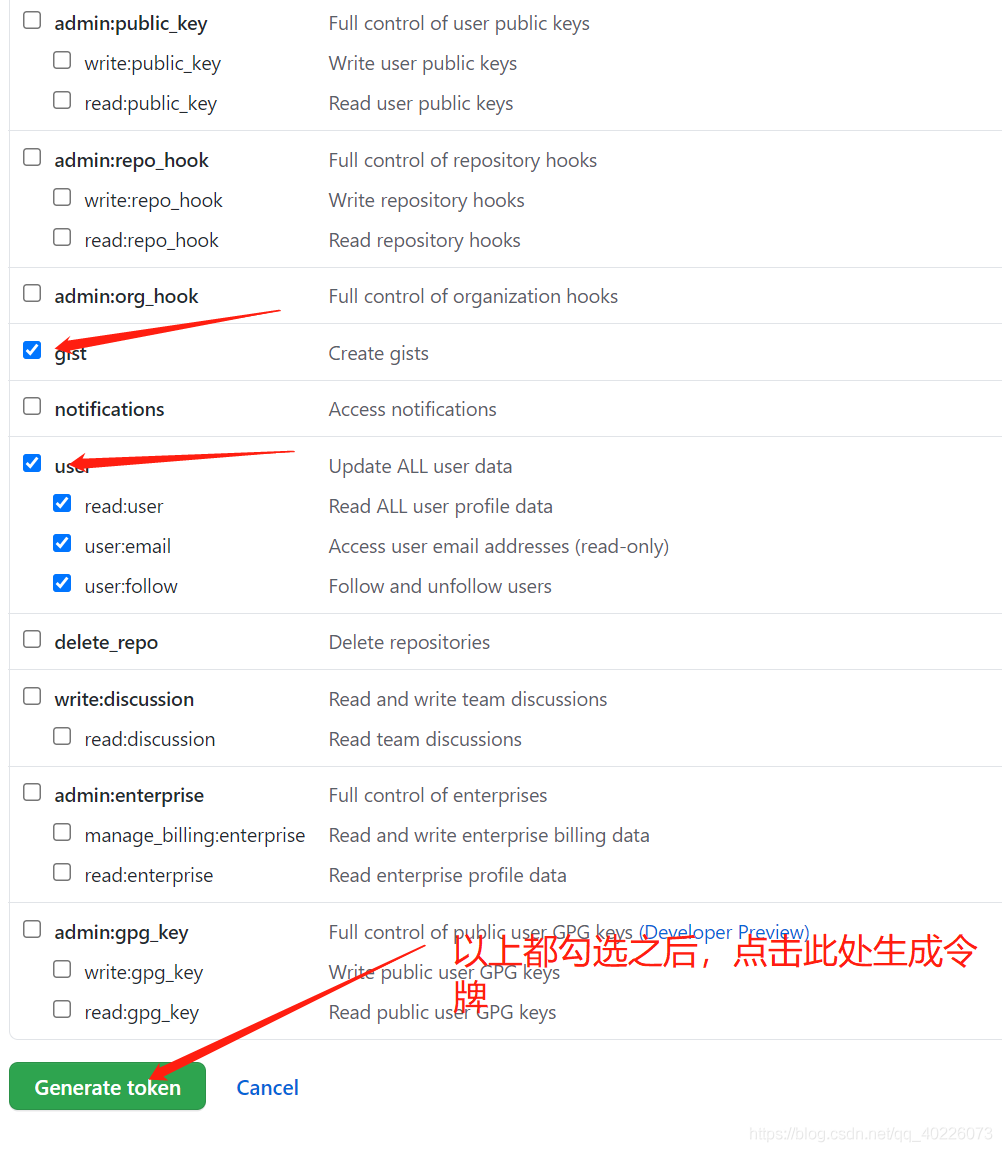 admin:public_key Full control of user public keys
write:public_key Write user public keys
read:public_key Read user public keys
admin:repo_hook Full control of repository hooks
write:repo_hook Write repository hooks
read:repo_hook Read repository hooks
admin:org_hook Full control of organization hooks
gist Create gists
notifications Access notifications
user Update ALL user data
read:user Read ALL user profile data
user:email Access user email addresses (read-only)
user:follow Follow and unfollow users
delete_repo Delete repositories
write:discussion Read and write team discussions
read:discussion Read team discussions
admin:enterprise Full control of enterprises
manage_billing:enterprise Read and write enterprise billing data
read:enterprise Read enterprise profile data
admin:gpg_key Full control of public user GPG keys (Developer Preview)
以上都勾选之后，点击此处生成令
牌
write:gpg_key Write public user GPG keys
read:gpg_key Read public user GPG keys
Generate token Cancel
https://blog.csdn.net/qq_40226073